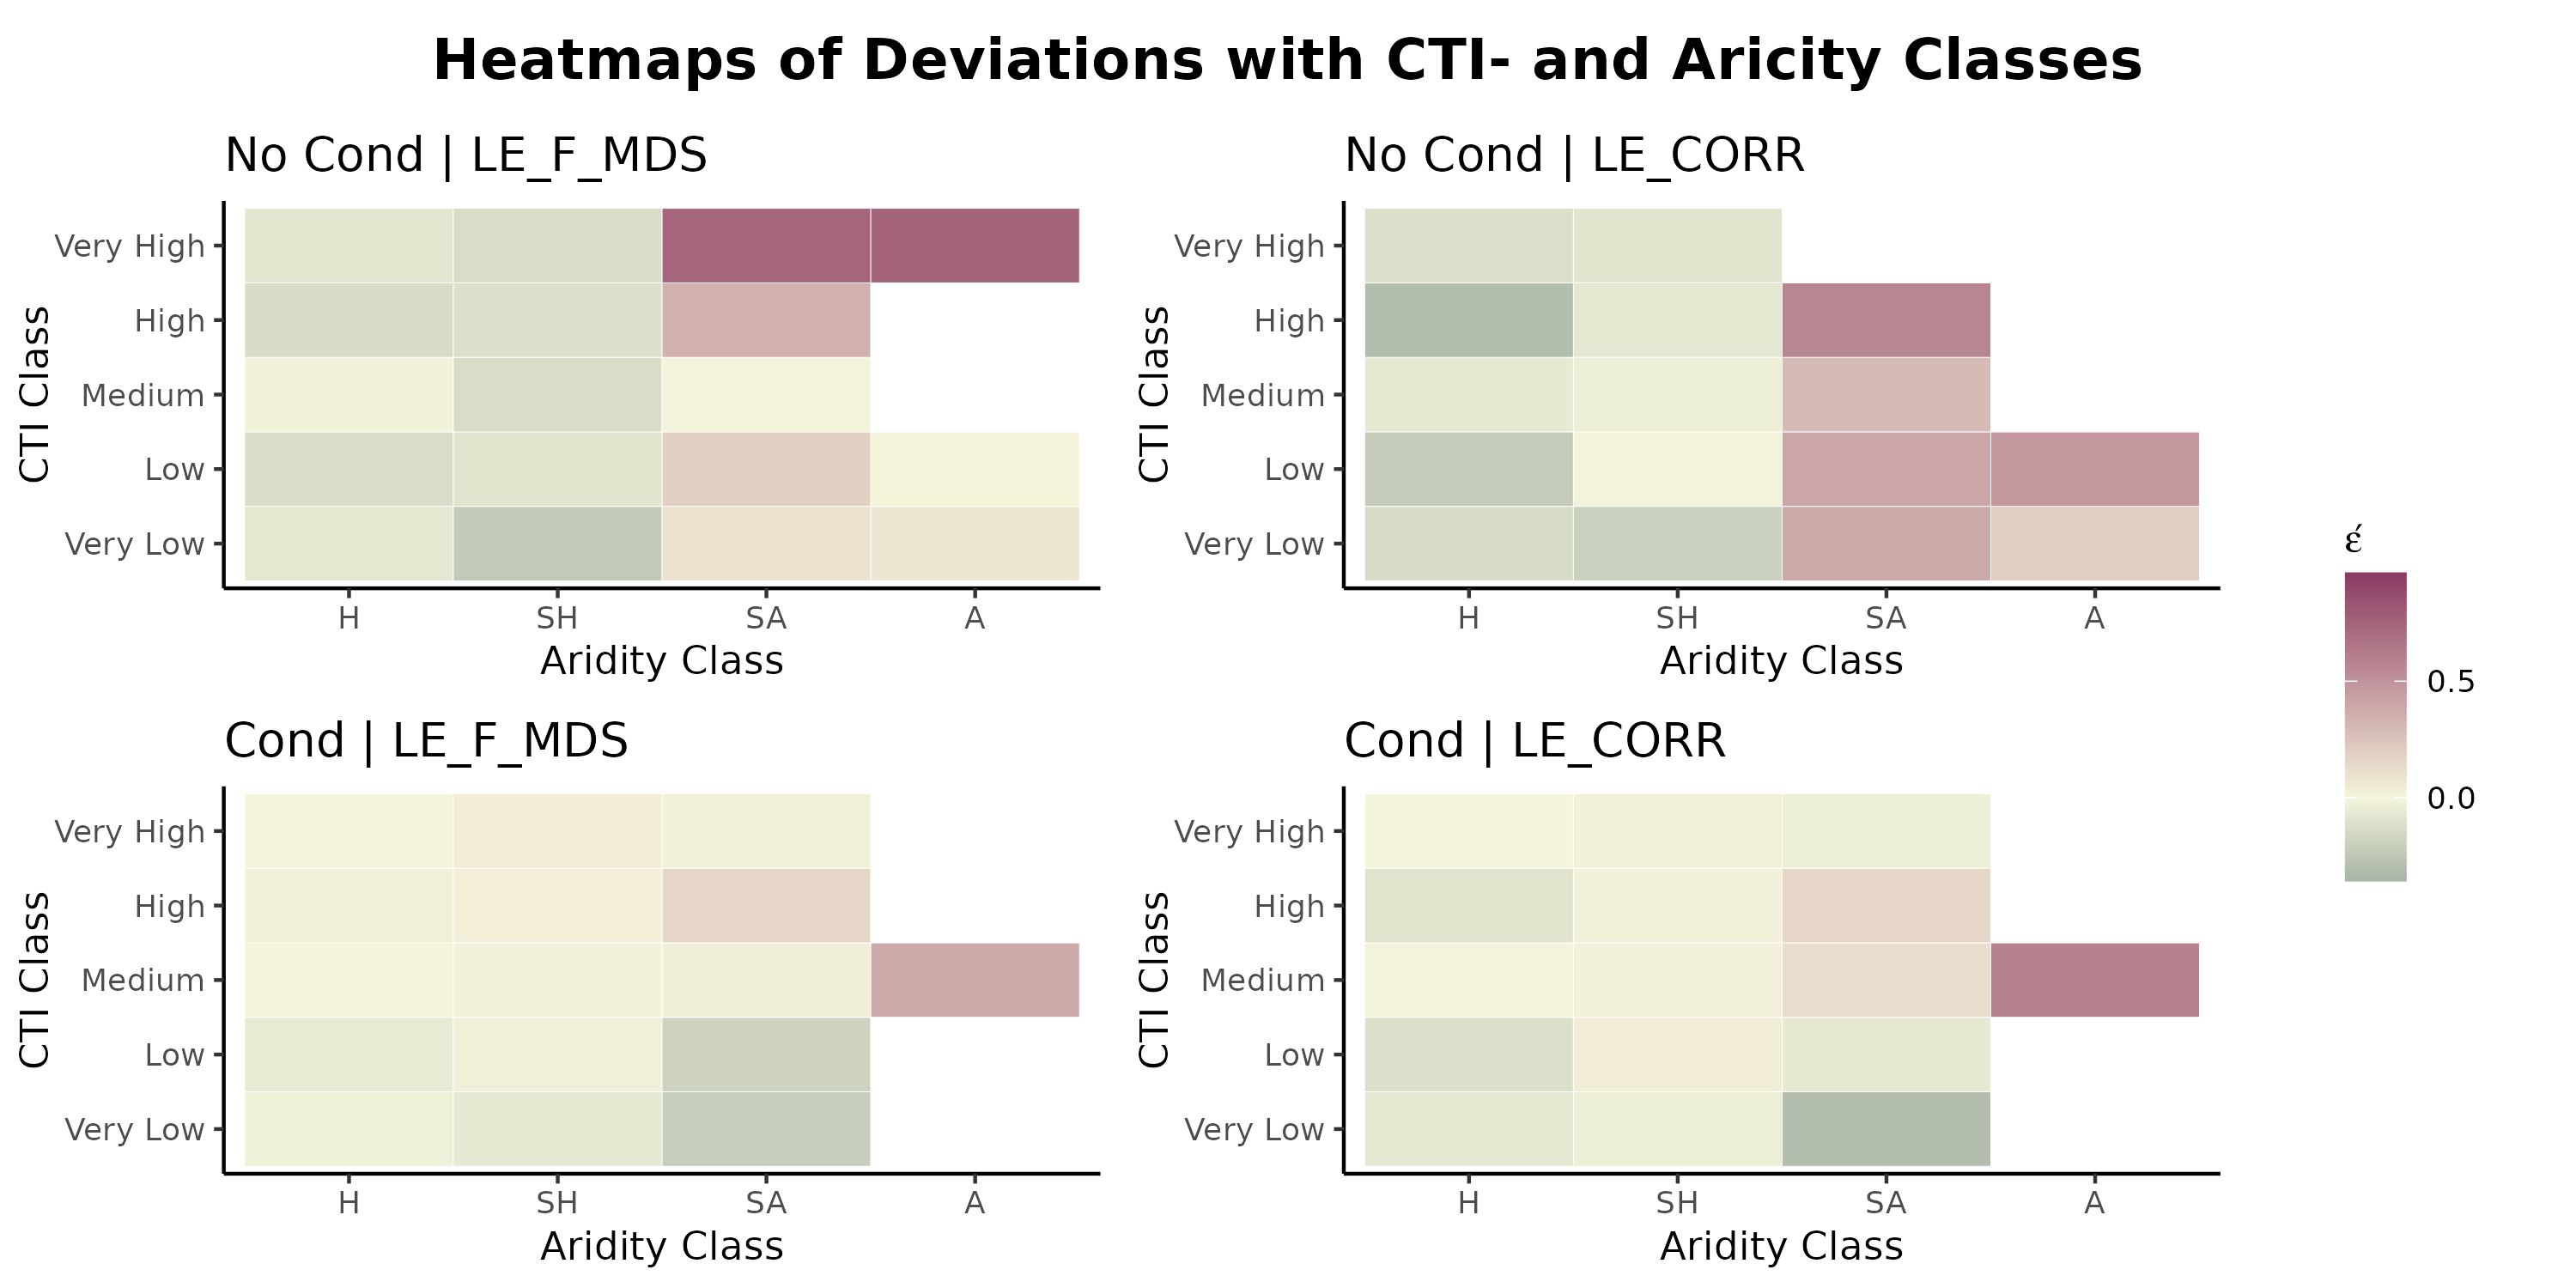 Heatmaps of Deviations with CTI- and Aricity Classes
No Cond | LE_F_MDS
CTI Class
Very High
High
Medium
Low
Very Low
H SH SA A
Aridity Class
No Cond | LE_CORR
CTI Class
Very High
High
Medium
Low
Very Low
H SH SA A
Aridity Class
Cond | LE_F_MDS
CTI Class
Very High
High
Medium
Low
Very Low
H SH SA A
Aridity Class
Cond | LE_CORR
CTI Class
Very High
High
Medium
Low
Very Low
H SH SA A
Aridity Class
έ
0.5
0.0